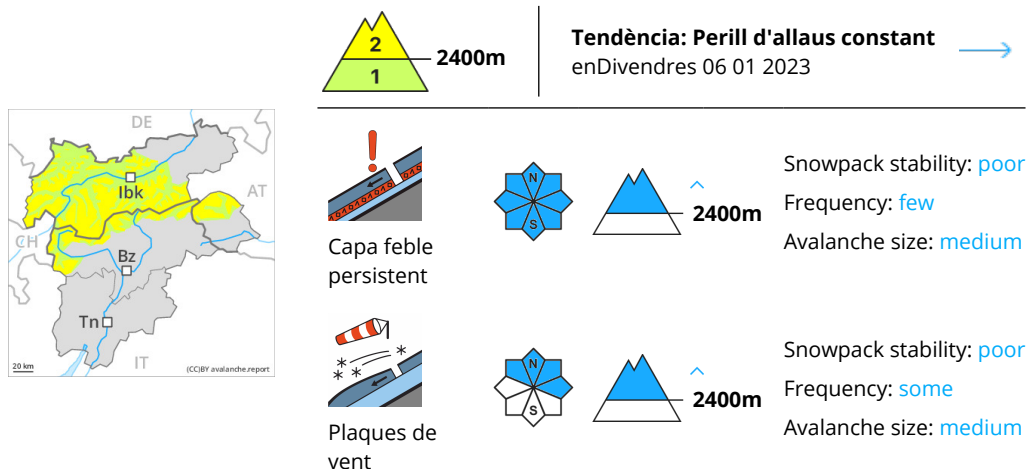 2
1
2400m
Tendència: Perill d'allaus constant
enDivendres 06 01 2023
DE
AT
CH
IT
Ibk
Bz
Tn
20 km
(CC)BY avalanche.report
Capa feble
persistent
N
S
2400m
Snowpack stability: poor
Frequency: few
Avalanche size: medium
Plaques de
vent
N
S
2400m
Snowpack stability: poor
Frequency: some
Avalanche size: medium